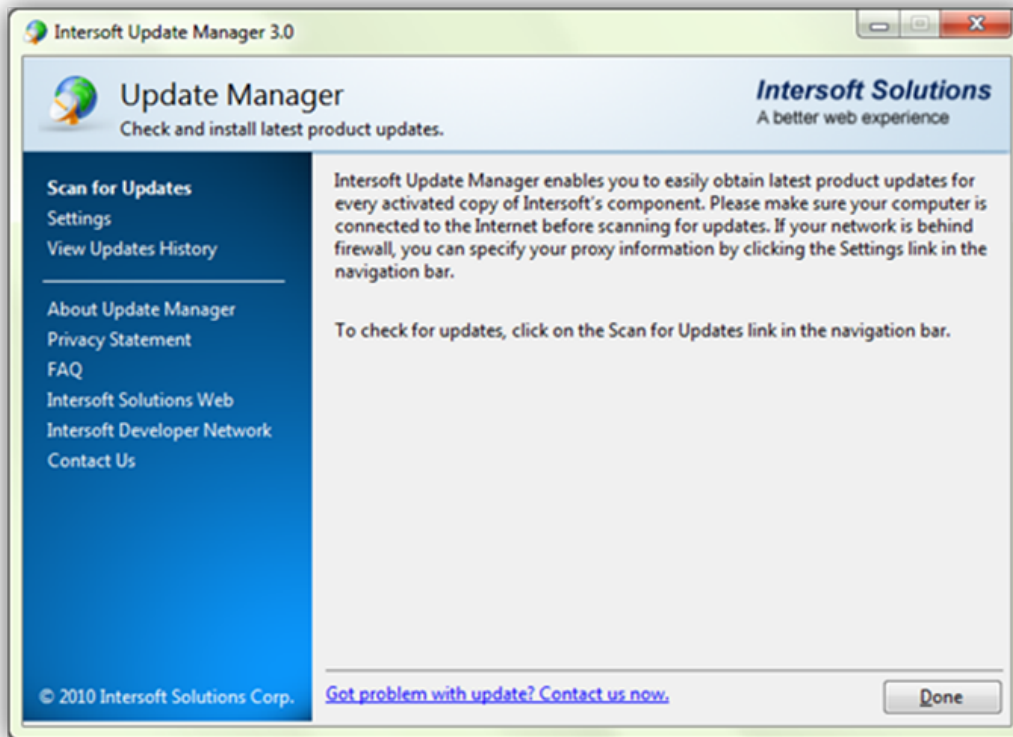 Intersoft Update Manager 3.0
Update Manager
Check and install latest product updates.
Intersoft Solutions
A better web experience
Scan for Updates
Settings
View Updates History
About Update Manager
Privacy Statement
FAQ
Intersoft Solutions Web
Intersoft Developer Network
Contact Us
© 2010 Intersoft Solutions Corp.
Intersoft Update Manager enables you to easily obtain latest product updates for
every activated copy of Intersoft's component. Please make sure your computer is
connected to the Internet before scanning for updates. If your network is behind
firewall, you can specify your proxy information by clicking the Settings link in the
navigation bar.
To check for updates, click on the Scan for Updates link in the navigation bar.
Got problem with update? Contact us now.
Done